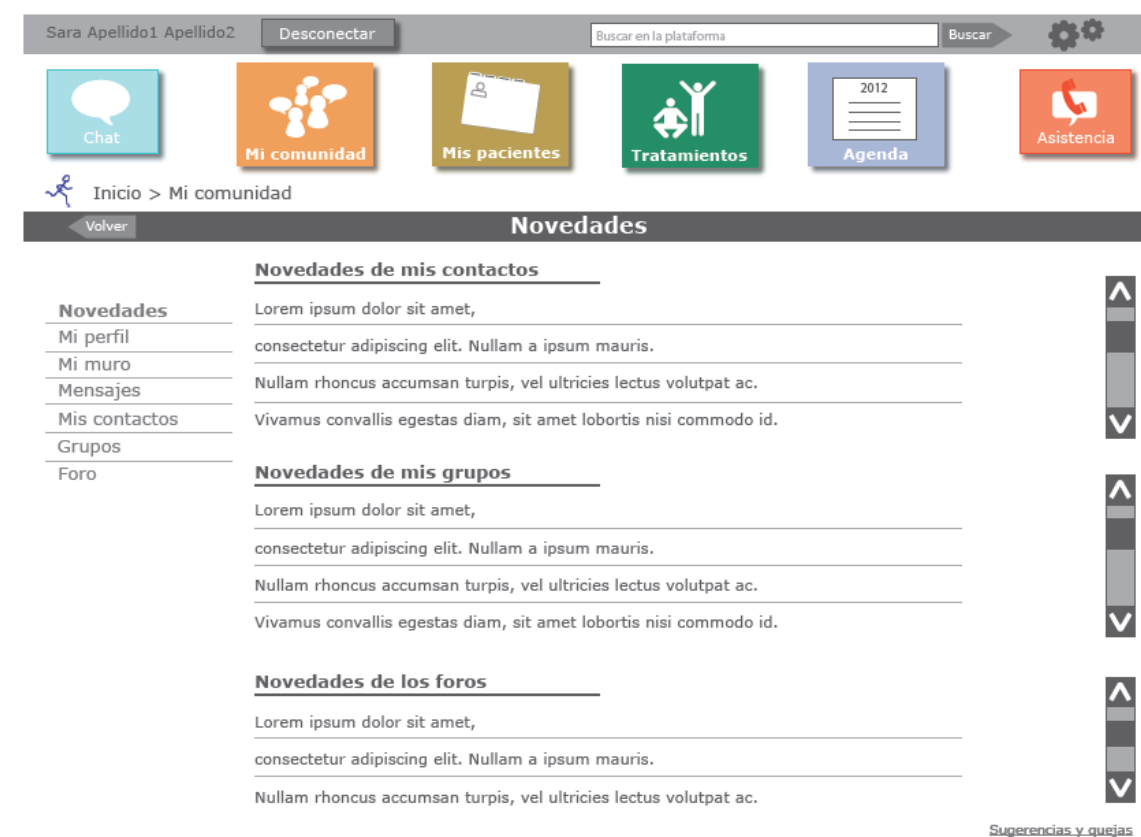 Sara Apellido1 Apellido2 Desconectar Buscar en la plataforma Buscar
Chat
Mi comunidad
Mis pacientes
Tratamientos
2012
Agenda
Asistencia
Inicio > Mi comunidad
Volver Novedades
Novedades
Mi perfil
Mi muro
Mensajes
Mis contactos
Grupos
Foro
Novedades de mis contactos
Lorem ipsum dolor sit amet,
consectetur adipiscing elit. Nullam a ipsum mauris.
Nullam rhoncus accumsan turpis, vel ultricies lectus volutpat ac.
Vivamus convallis egestas diam, sit amet lobortis nisi commodo id.
Novedades de mis grupos
Lorem ipsum dolor sit amet,
consectetur adipiscing elit. Nullam a ipsum mauris.
Nullam rhoncus accumsan turpis, vel ultricies lectus volutpat ac.
Vivamus convallis egestas diam, sit amet lobortis nisi commodo id.
Novedades de los foros
Lorem ipsum dolor sit amet,
consectetur adipiscing elit. Nullam a ipsum mauris.
Nullam rhoncus accumsan turpis, vel ultricies lectus volutpat ac.
Sugerencias y quejas